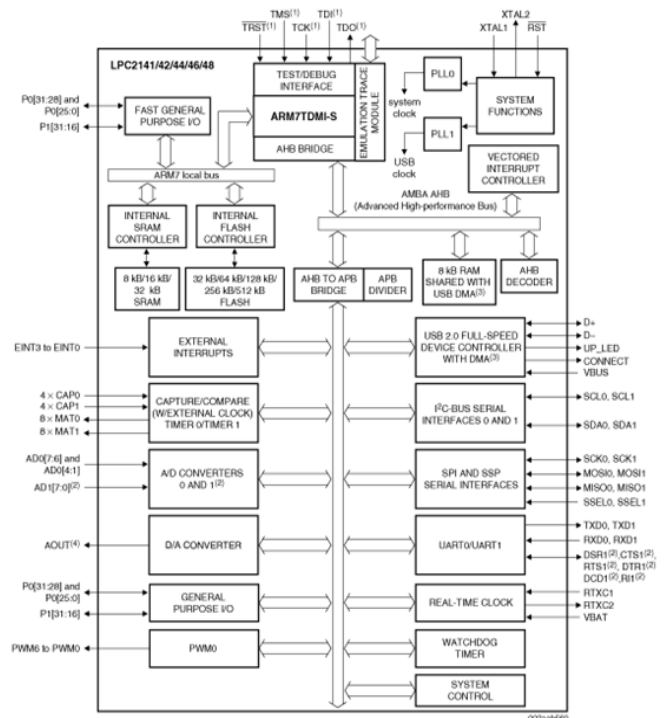 TMS(1) TDI(1)
TRST(1) TCK(1) TDO(1)
XTAL2
XTAL1 RST
LPC2141/42/44/46/48
P0[31:28] and
P0[25:0]
P1[31:16]
FAST GENERAL
PURPOSE I/O
TEST/DEBUG
INTERFACE
ARM7TDMI-S
AHB BRIDGE
EMULATION TRACE
MODULE
PLL0
system
clock
PLL1
USB
clock
SYSTEM
FUNCTIONS
VECTORED
INTERRUPT
CONTROLLER
ARM7 local bus
AMBA AHB
(Advanced High-performance Bus)
INTERNAL
SRAM
CONTROLLER
INTERNAL
FLASH
CONTROLLER
8 kB/16 kB/
32 kB
SRAM
32 kB/64 kB/128 kB/
256 kB/512 kB
FLASH
AHB TO APB
BRIDGE
APB
DIVIDER
8 kB RAM
SHARED WITH
USB DMA(3)
AHB
DECODER
EINT3 to EINT0
EXTERNAL
INTERRUPTS
USB 2.0 FULL-SPEED
DEVICE CONTROLLER
WITH DMA(3)
D+
D−
UP_LED
CONNECT
VBUS
4 × CAP0
4 × CAP1
8 × MAT0
8 × MAT1
CAPTURE/COMPARE
(W/EXTERNAL CLOCK)
TIMER 0/TIMER 1
I2C-BUS SERIAL
INTERFACES 0 AND 1
SCL0, SCL1
SDA0, SDA1
AD0[7:6] and
AD0[4:1]
AD1[7:0](2)
A/D CONVERTERS
0 AND 1(2)
SPI AND SSP
SERIAL INTERFACES
SCK0, SCK1
MOSI0, MOSI1
MISO0, MISO1
SSEL0, SSEL1
AOUT(4)
D/A CONVERTER
UART0/UART1
TXD0, TXD1
RXD0, RXD1
DSR1(2),CTS1(2),
RTS1(2), DTR1(2)
DCD1(2),RI1(2)
P0[31:28] and
P0[25:0]
P1[31:16]
GENERAL
PURPOSE I/O
REAL-TIME CLOCK
RTXC1
RTXC2
VBAT
PWM6 to PWM0
PWM0
WATCHDOG
TIMER
SYSTEM
CONTROL